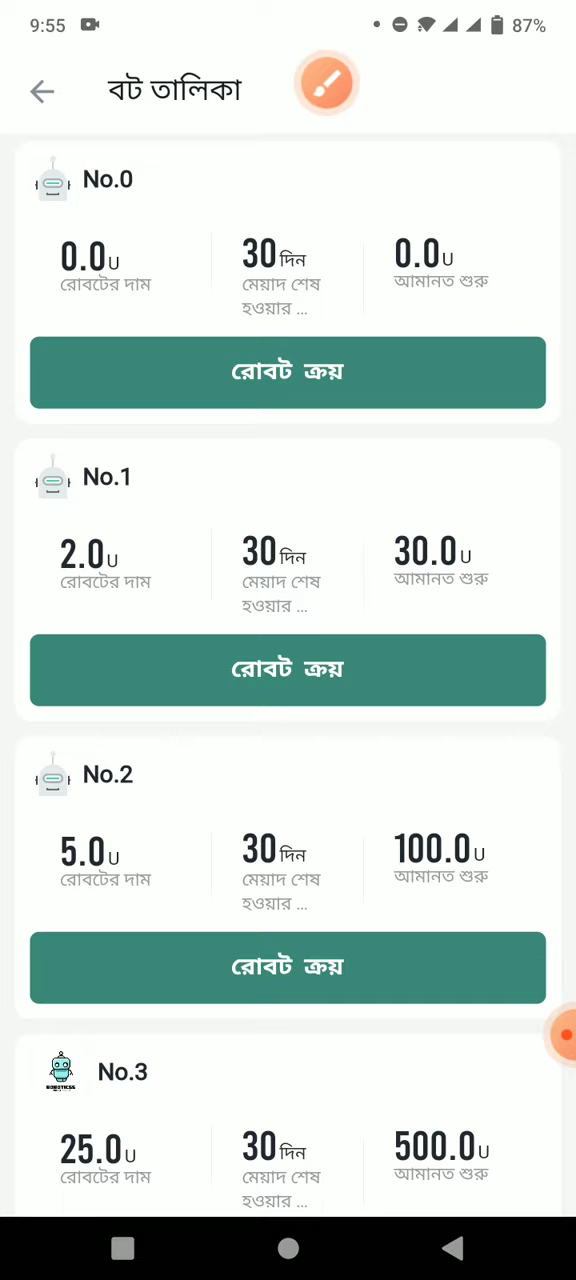 9:55 87%
বট তালিকা
No.0
0.0U 30দিন 0.0U
রোবটের দাম মেয়াদ শেষ হওয়ার ... আমানত শুরু
রোবট ক্রয়
No.1
2.0U 30দিন 30.0U
রোবটের দাম মেয়াদ শেষ হওয়ার ... আমানত শুরু
রোবট ক্রয়
No.2
5.0U 30দিন 100.0U
রোবটের দাম মেয়াদ শেষ হওয়ার ... আমানত শুরু
রোবট ক্রয়
No.3
25.0U 30দিন 500.0U
রোবটের দাম মেয়াদ শেষ হওয়ার ... আমানত শুরু